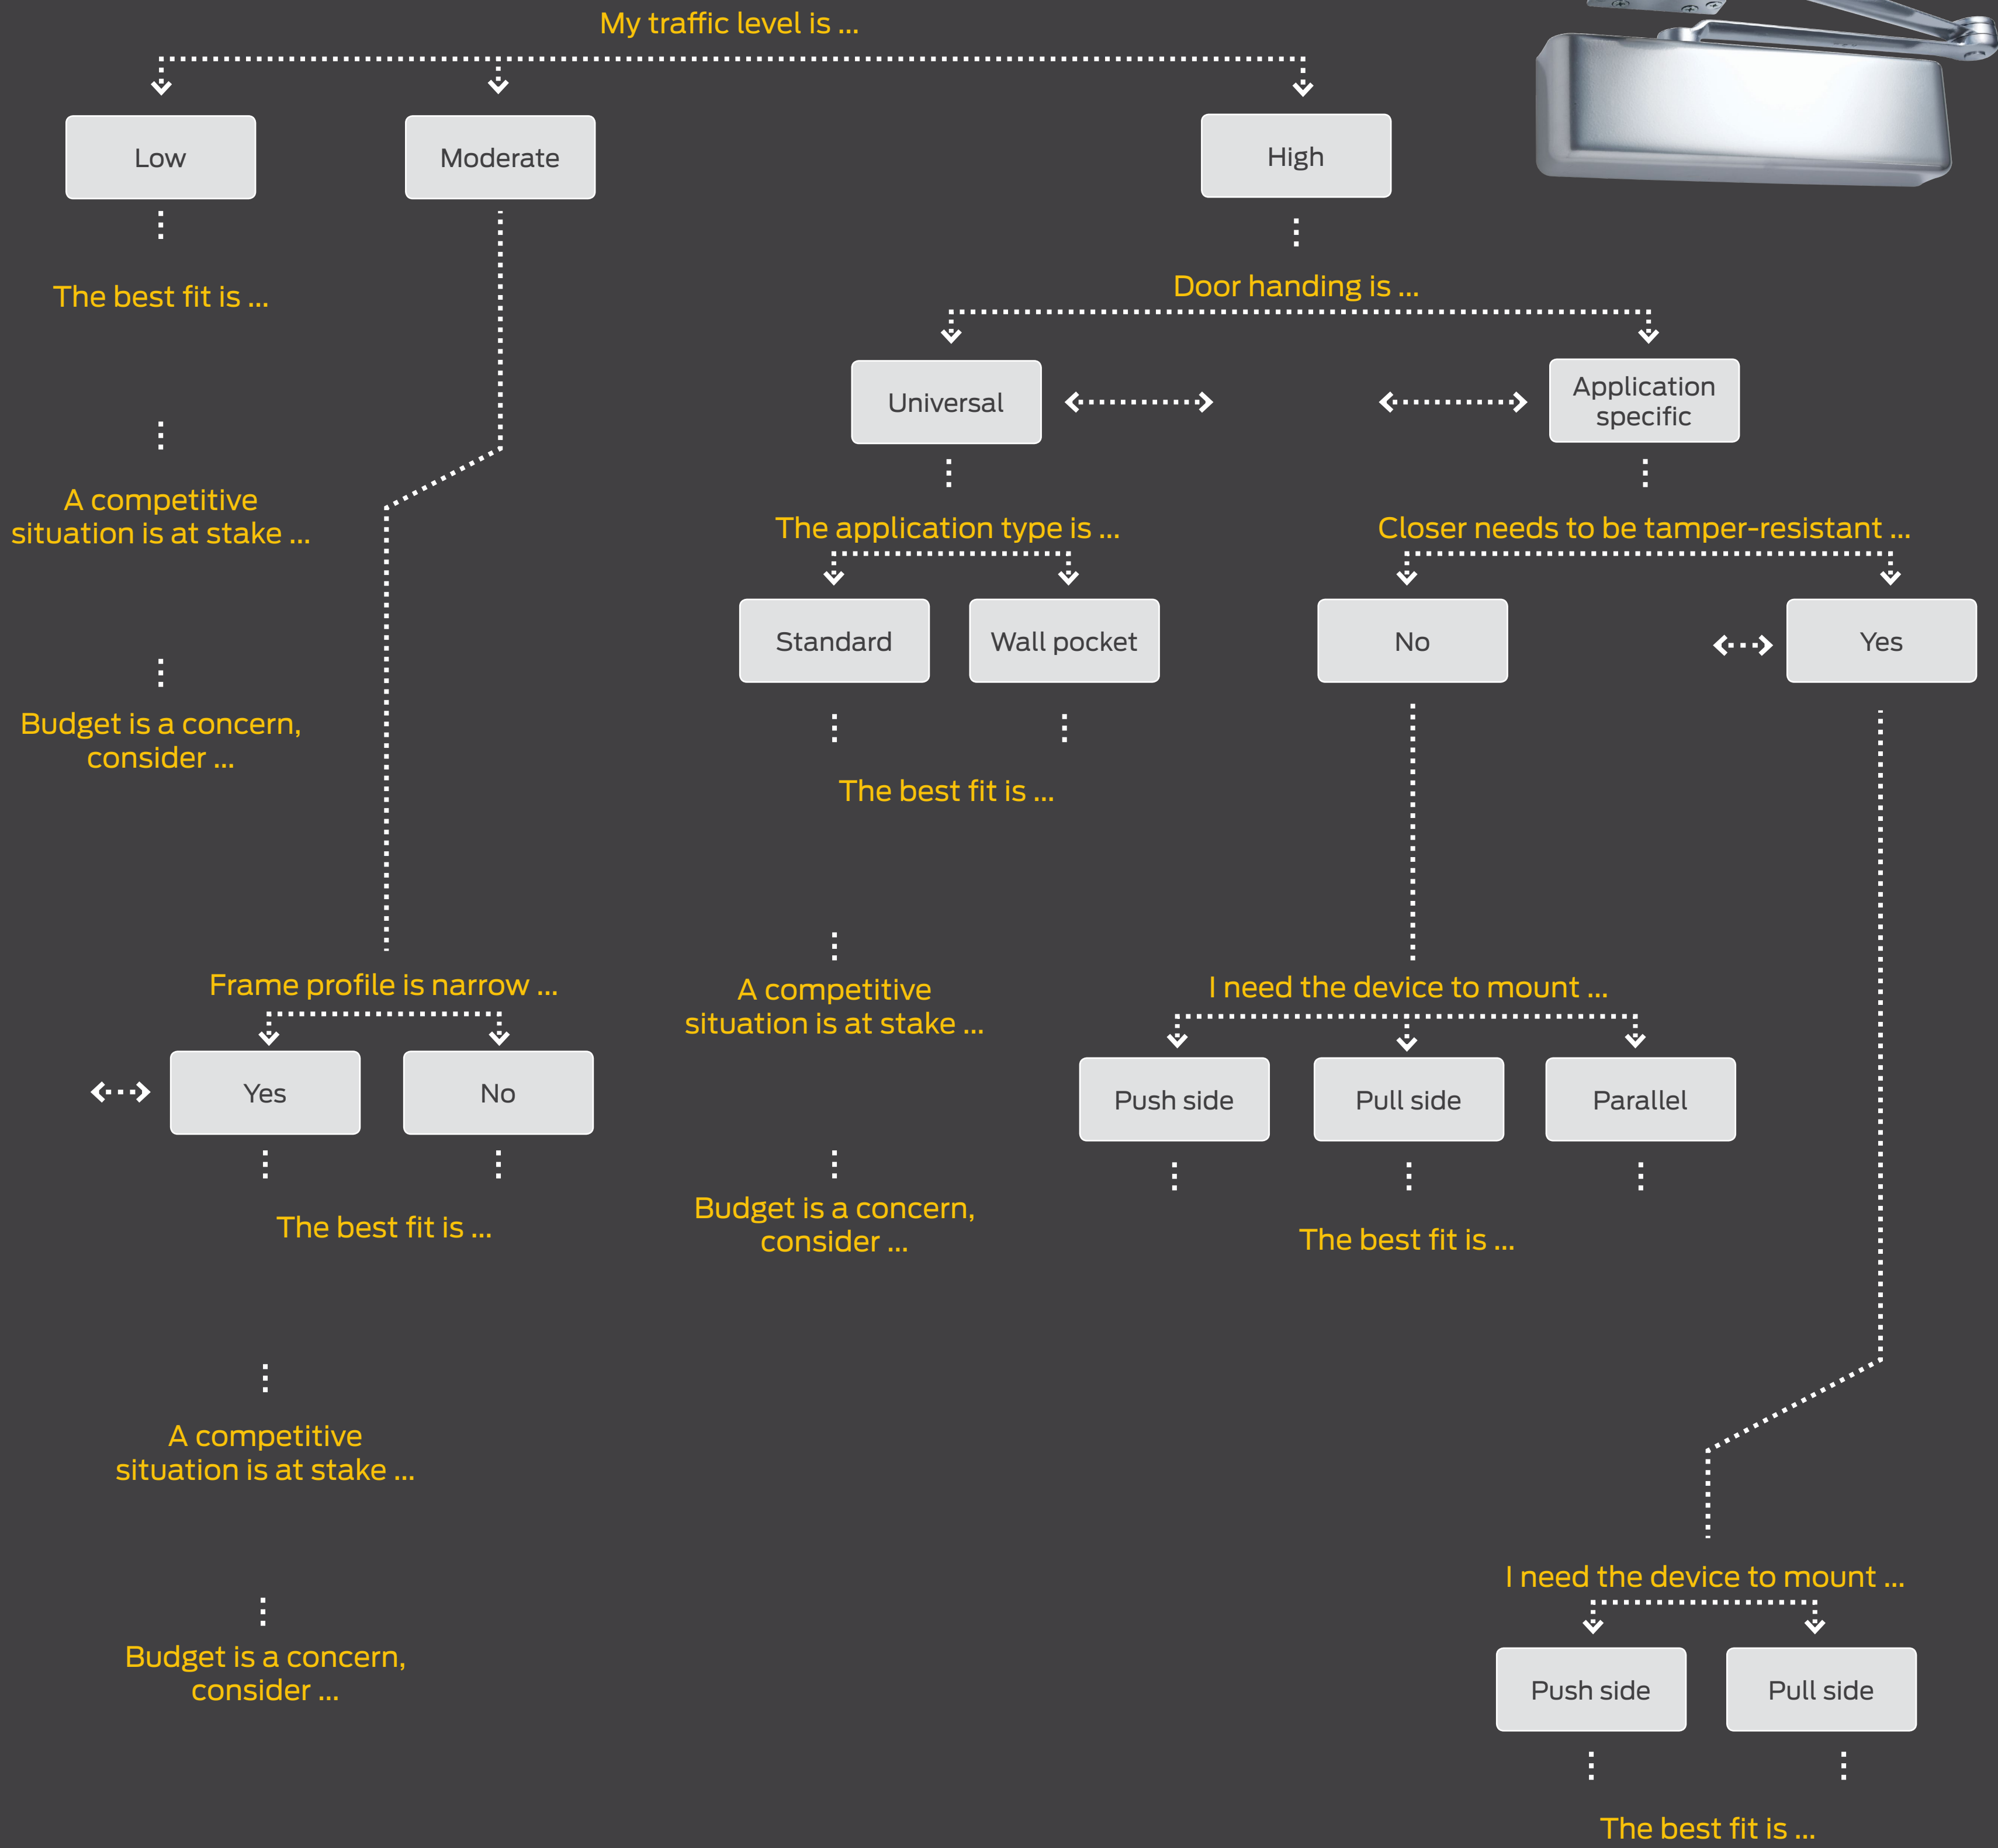 My traffic level is ...
Low
Moderate
High
The best fit is ...
A competitive
situation is at stake ...
Budget is a concern,
consider ...
Frame profile is narrow ...
Yes
No
The best fit is ...
A competitive
situation is at stake ...
Budget is a concern,
consider ...
Door handing is ...
Universal
Application
specific
The application type is ...
Standard
Wall pocket
The best fit is ...
A competitive
situation is at stake ...
Budget is a concern,
consider ...
Closer needs to be tamper-resistant ...
No
Yes
I need the device to mount ...
Push side
Pull side
Parallel
The best fit is ...
I need the device to mount ...
Push side
Pull side
The best fit is ...